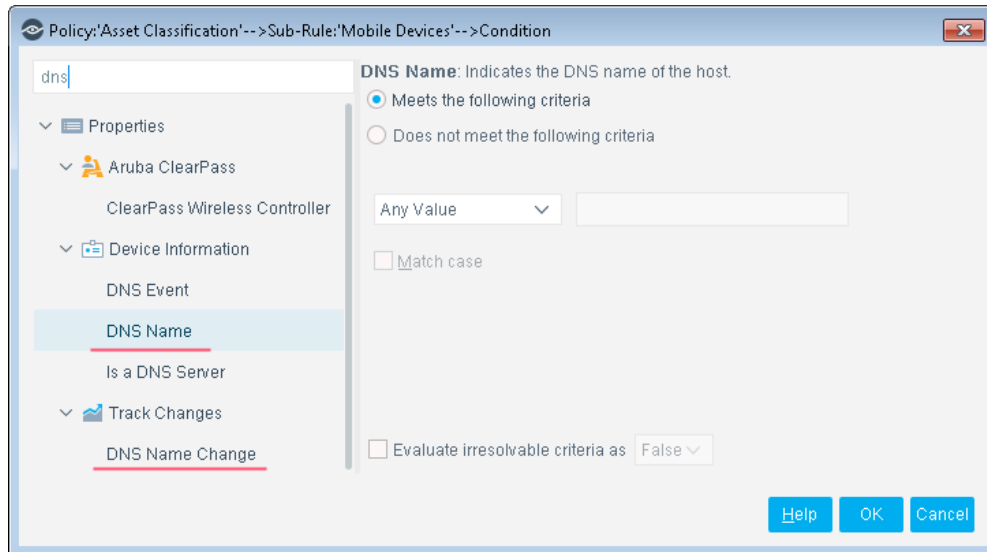 Policy:'Asset Classification'-->Sub-Rule:'Mobile Devices'-->Condition
dns
Properties
Aruba ClearPass
ClearPass Wireless Controller
Device Information
DNS Event
DNS Name
Is a DNS Server
Track Changes
DNS Name Change
DNS Name: Indicates the DNS name of the host.
Meets the following criteria
Does not meet the following criteria
Any Value
Match case
Evaluate irresolvable criteria as False
Help OK Cancel